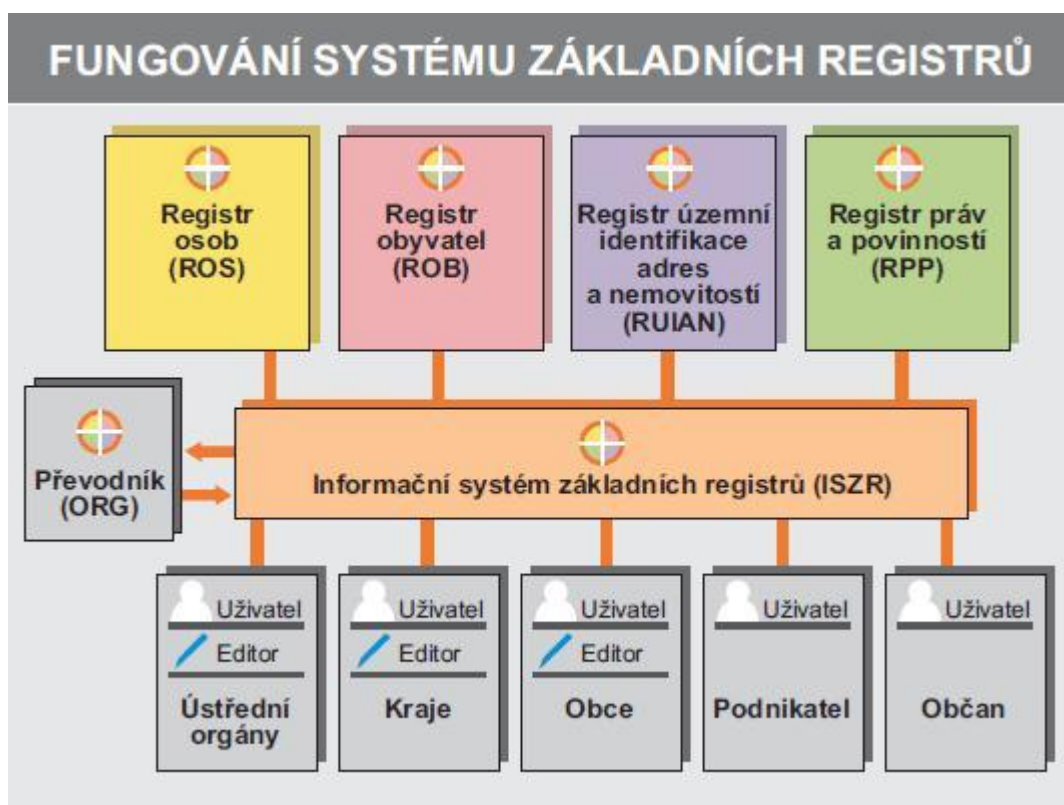 FUNGOVÁNÍ SYSTÉMU ZÁKLADNÍCH REGISTRŮ
Registr
osob
(ROS)
Registr
obyvatel
(ROB)
Registr územní
identifikace
adres
a nemovitostí
(RUIAN)
Registr práv
a povinností
(RPP)
Převodník
(ORG)
Informační systém základních registrů (ISZR)
Uživatel
Editor
Ústřední
orgány
Uživatel
Editor
Kraje
Uživatel
Editor
Obce
Uživatel
Podnikatel
Uživatel
Občan